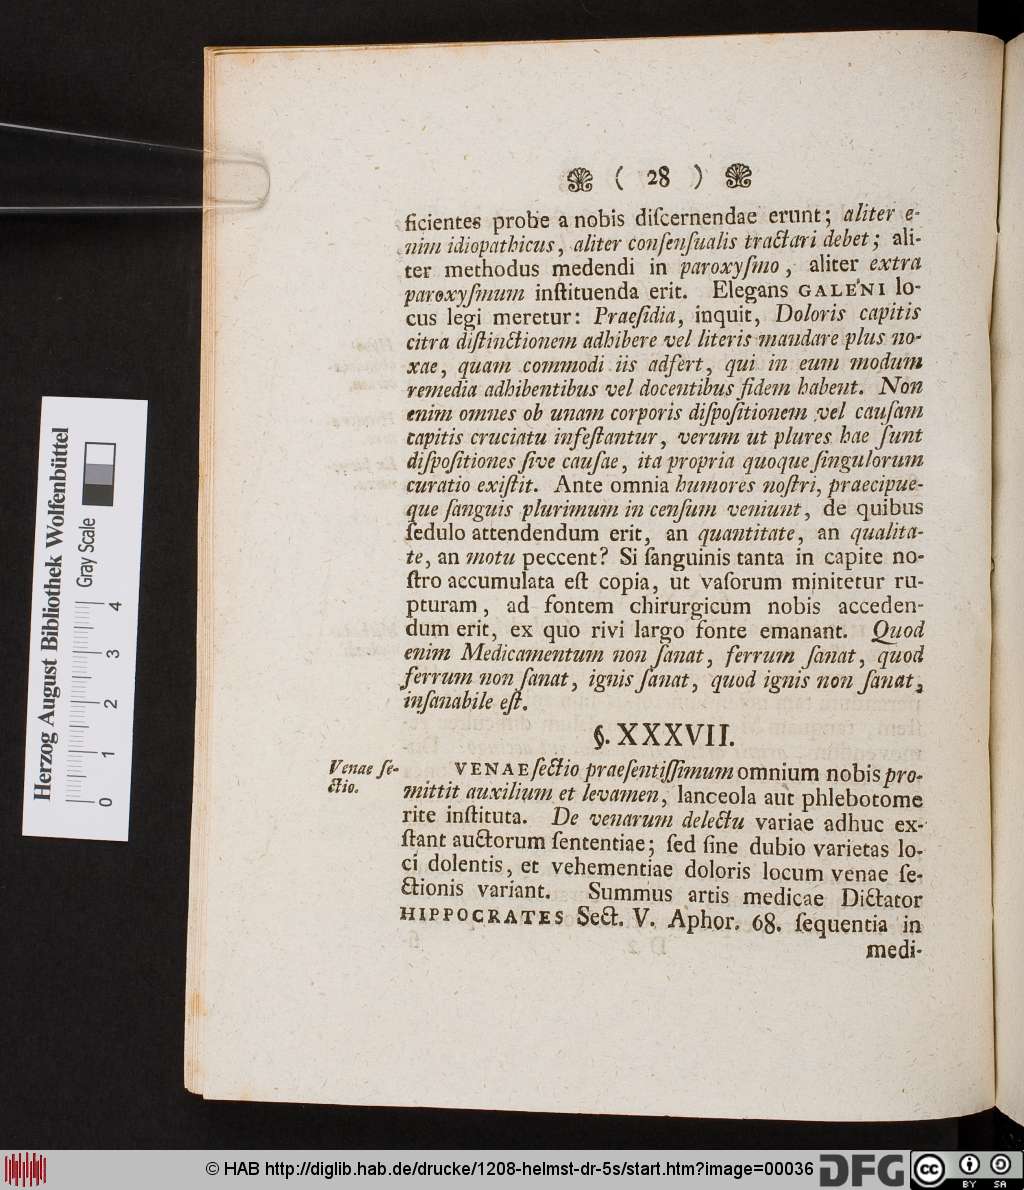 ( 28 )
ficientes probe a nobis diſcernendae erunt; aliter e-
nim idiopathicus, aliter conſenſualis tractari debet; ali-
ter methodus medendi in paroxyſmo, aliter extra
paroxyſmum inſtituenda erit. Elegans GALENI lo-
cus legi meretur: Praeſidia, inquit, Doloris capitis
citra diſtinctionem adhibere vel literis mandare plus no-
xae, quam commodi iis adfert, qui in eum modum
remedia adhibentibus vel docentibus fidem habent. Non
enim omnes ob unam corporis diſpoſitionem vel cauſam
capitis cruciatu infeſtantur, verum ut plures hae ſunt
diſpoſitiones ſive cauſae, ita propria quoque ſingulorum
curatio exiſtit. Ante omnia humores noſtri, praecipue-
que ſanguis plurimum in cenſum veniunt, de quibus
ſedulo attendendum erit, an quantitate, an qualita-
te, an motu peccent? Si ſanguinis tanta in capite no-
ſtro accumulata eſt copia, ut vaſorum minitetur ru-
pturam, ad fontem chirurgicum nobis acceden-
dum erit, ex quo rivi largo fonte emanant. Quod
enim Medicamentum non ſanat, ferrum ſanat, quod
ferrum non ſanat, ignis ſanat, quod ignis non ſanat,
inſanabile eſt.
§. XXXVII.
Venae ſe-
ctio.
VENAEſectio praeſentiſſimum omnium nobis pro-
mittit auxilium et levamen, lanceola aut phlebotome
rite inſtituta. De venarum delectu variae adhuc ex-
ſtant auctorum ſententiae; ſed ſine dubio varietas lo-
ci dolentis, et vehementiae doloris locum venae ſe-
ctionis variant. Summus artis medicae Dictator
HIPPOCRATES Sect. V. Aphor. 68. ſequentia in
medi-
Herzog August Bibliothek Wolfenbüttel
Gray Scale
0 1 2 3 4
© HAB http://diglib.hab.de/drucke/1208-helmst-dr-5s/start.htm?image=00036
DFG
cc BY SA